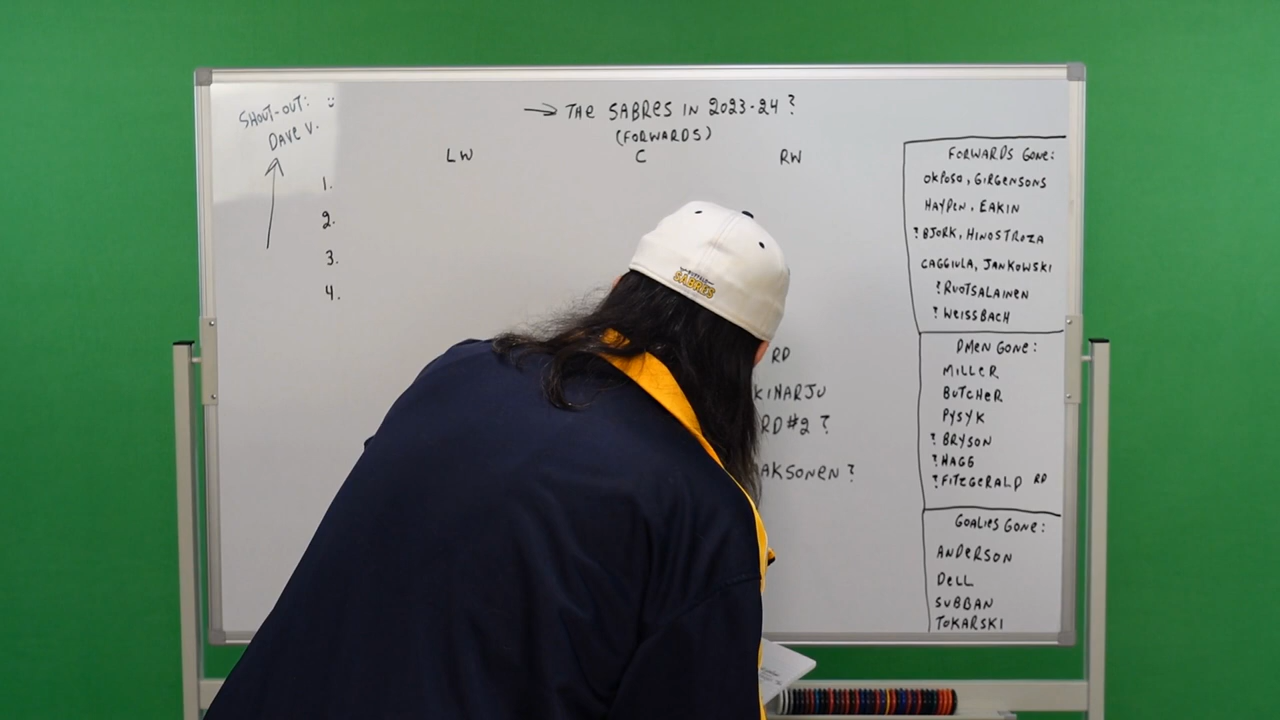 SHOUT-OUT: :)
DAVE V.
→ THE SABRES IN 2023-24?
(FORWARDS)
LW C RW
1.
2.
3.
4.
BUFFALO
SABRES
RD
KINARJU
RD#2 ?
AKSONEN ?
FORWARDS GONE:
OKPOSO, GIRGENSONS
HAYDEN, EAKIN
? BJORK, HINOSTROZA
CAGGIULA, JANKOWSKI
? RUOTSALAINEN
? WEISSBACH
DMEN GONE:
MILLER
BUTCHER
PYSYK
? BRYSON
? HAGG
? FITZGERALD RD
GOALIES GONE:
ANDERSON
DELL
SUBBAN
TOKARSKI